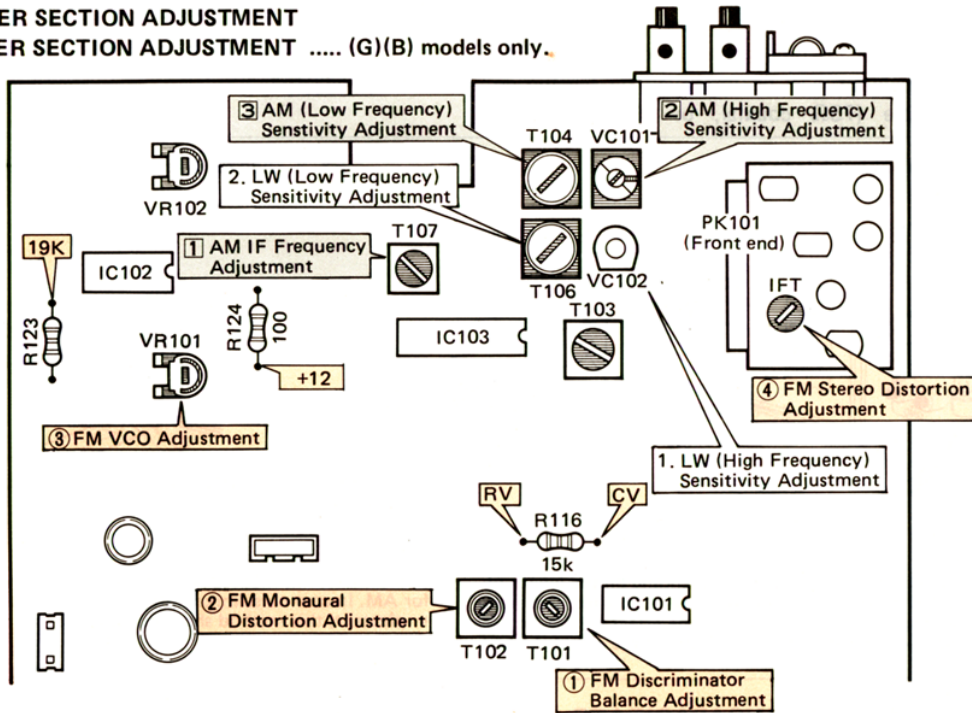 ER SECTION ADJUSTMENT
ER SECTION ADJUSTMENT ..... (G)(B) models only.
3 AM (Low Frequency)
Senstivity Adjustment
T104
VC101
2 AM (High Frequency)
Sensitivity Adjustment
2. LW (Low Frequency)
Sensitivity Adjustment
VR102
PK101
(Front end)
19K
IC102
1 AM IF Frequency
Adjustment
T107
T106
VC102
IFT
R123
R124
100
VR101
IC103
T103
+12
④ FM Stereo Distortion
Adjustment
③ FM VCO Adjustment
1. LW (High Frequency)
Sensitivity Adjustment
RV
CV
R116
15k
② FM Monaural
Distortion Adjustment
IC101
T102
T101
① FM Discriminator
Balance Adjustment